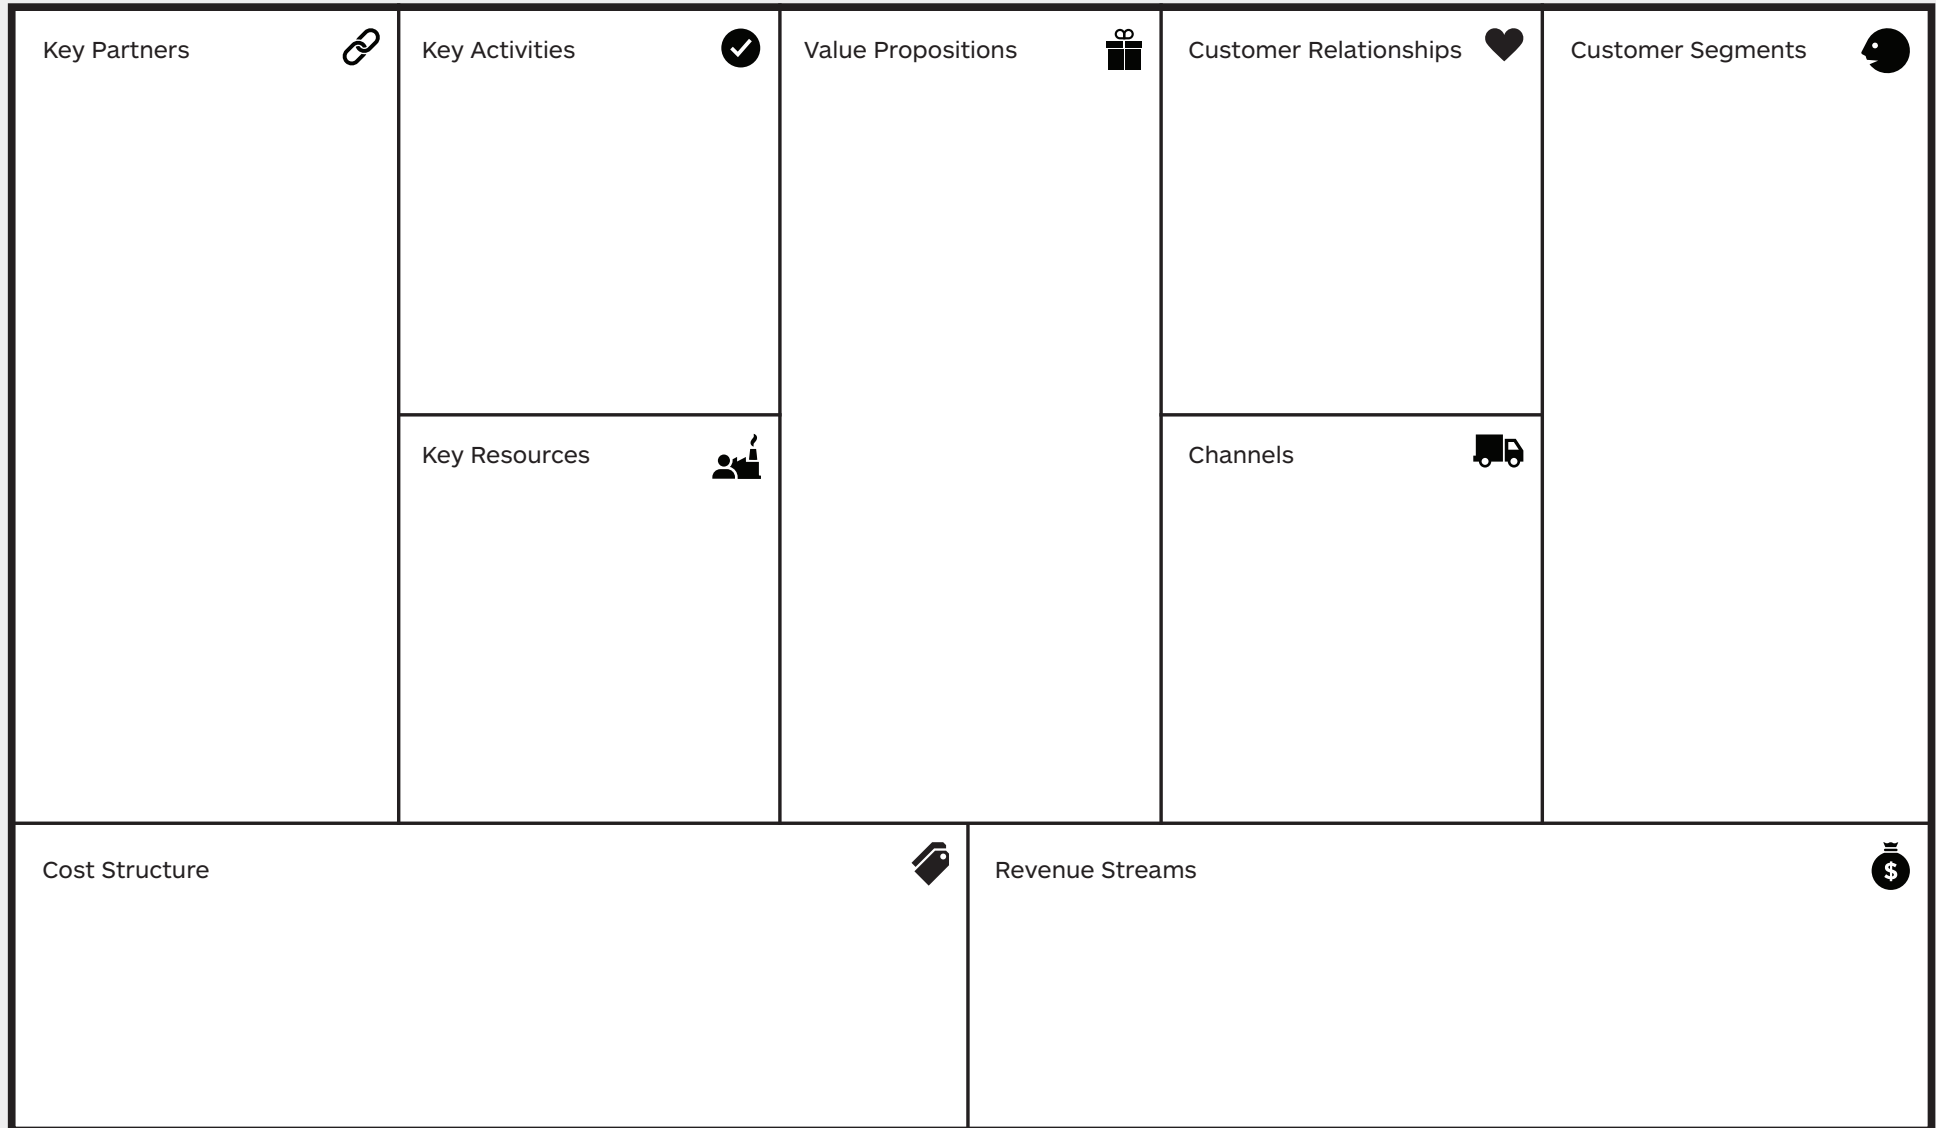 Key Partners
Key Activities
Value Propositions
Customer Relationships
Customer Segments
Key Resources
Channels
Cost Structure
Revenue Streams
$